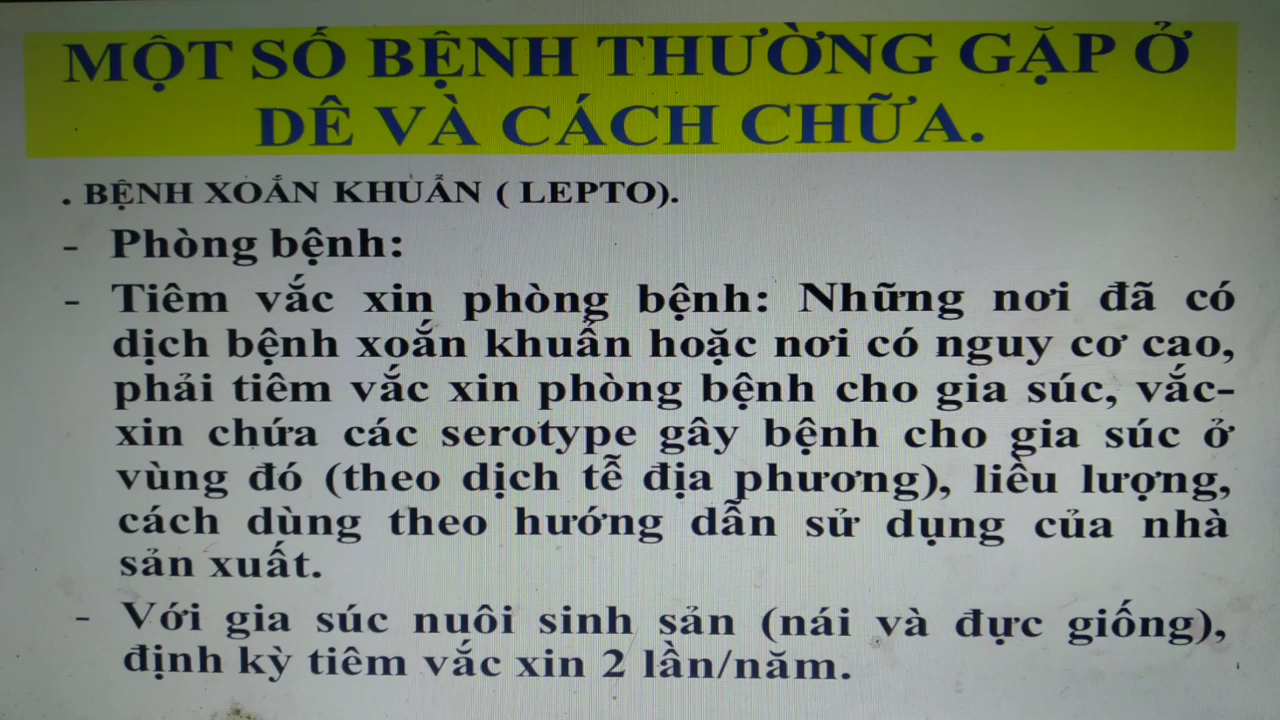 MỘT SỐ BỆNH THƯỜNG GẶP Ở
DÊ VÀ CÁCH CHỮA.
. BỆNH XOẮN KHUẨN ( LEPTO).
- Phòng bệnh:
- Tiêm vắc xin phòng bệnh: Những nơi đã có
dịch bệnh xoắn khuẩn hoặc nơi có nguy cơ cao,
phải tiêm vắc xin phòng bệnh cho gia súc, vắc-
xin chứa các serotype gây bệnh cho gia súc ở
vùng đó (theo dịch tễ địa phương), liều lượng,
cách dùng theo hướng dẫn sử dụng của nhà
sản xuất.
- Với gia súc nuôi sinh sản (nái và đực giống),
định kỳ tiêm vắc xin 2 lần/năm.